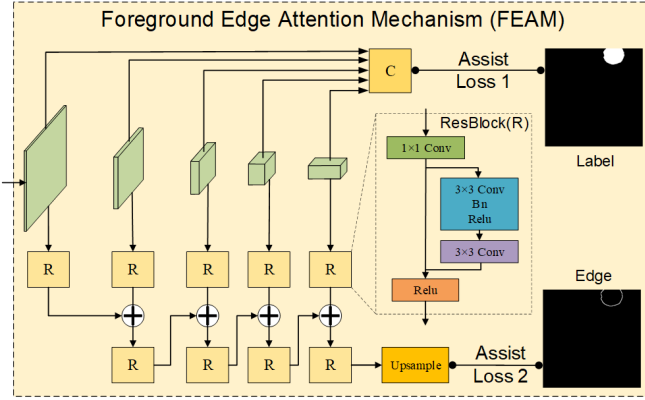 Foreground Edge Attention Mechanism (FEAM)
C
Assist
Loss 1
Label
ResBlock(R)
1×1 Conv
3×3 Conv
Bn
Relu
3×3 Conv
Relu
R
R
R
R
R
R
R
R
R
Upsample
Assist
Loss 2
Edge